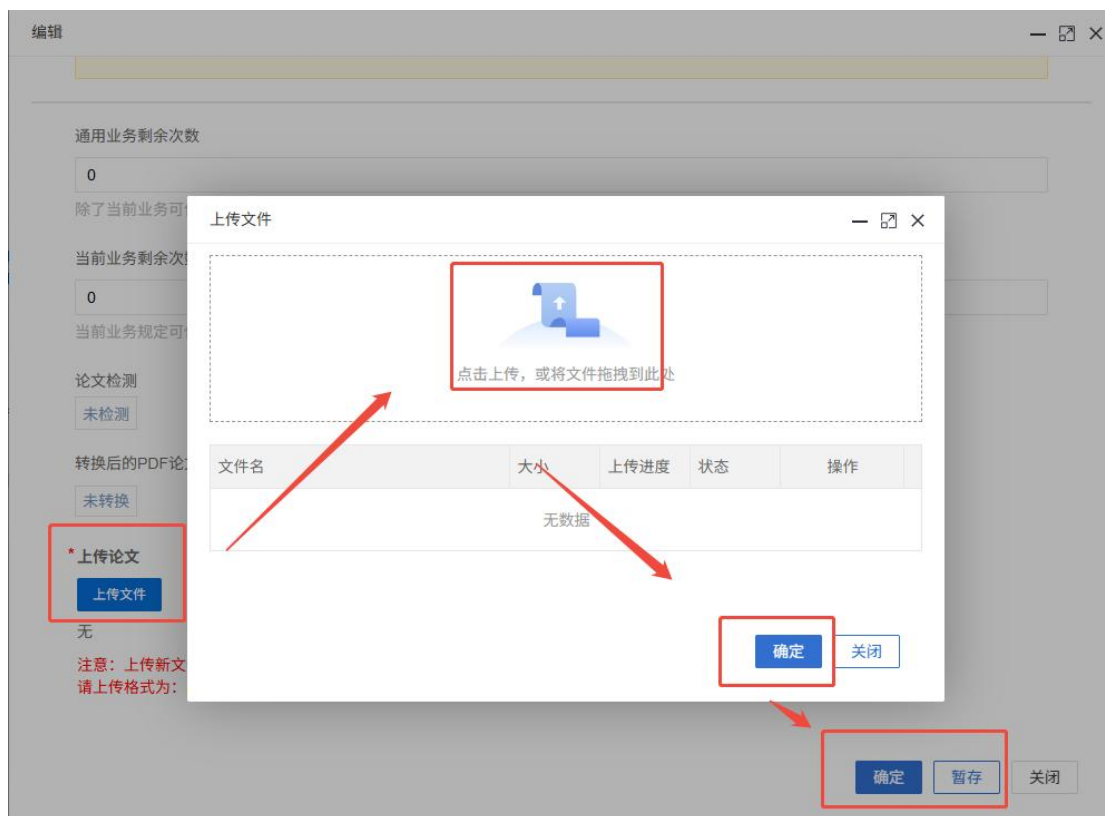 编辑
通用业务剩余次数
0
除了当前业务可
上传文件
当前业务剩余次
0
当前业务规定可
点击上传，或将文件拖拽到此处
论文检测
未检测
转换后的PDF论
文件名 大小 上传进度 状态 操作
未转换
无数据
*上传论文
上传文件
无
确定 关闭
注意：上传新文
请上传格式为：
确定 暂存 关闭